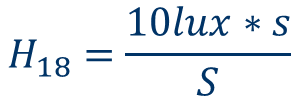 H₁₈ = 10lux * s / S